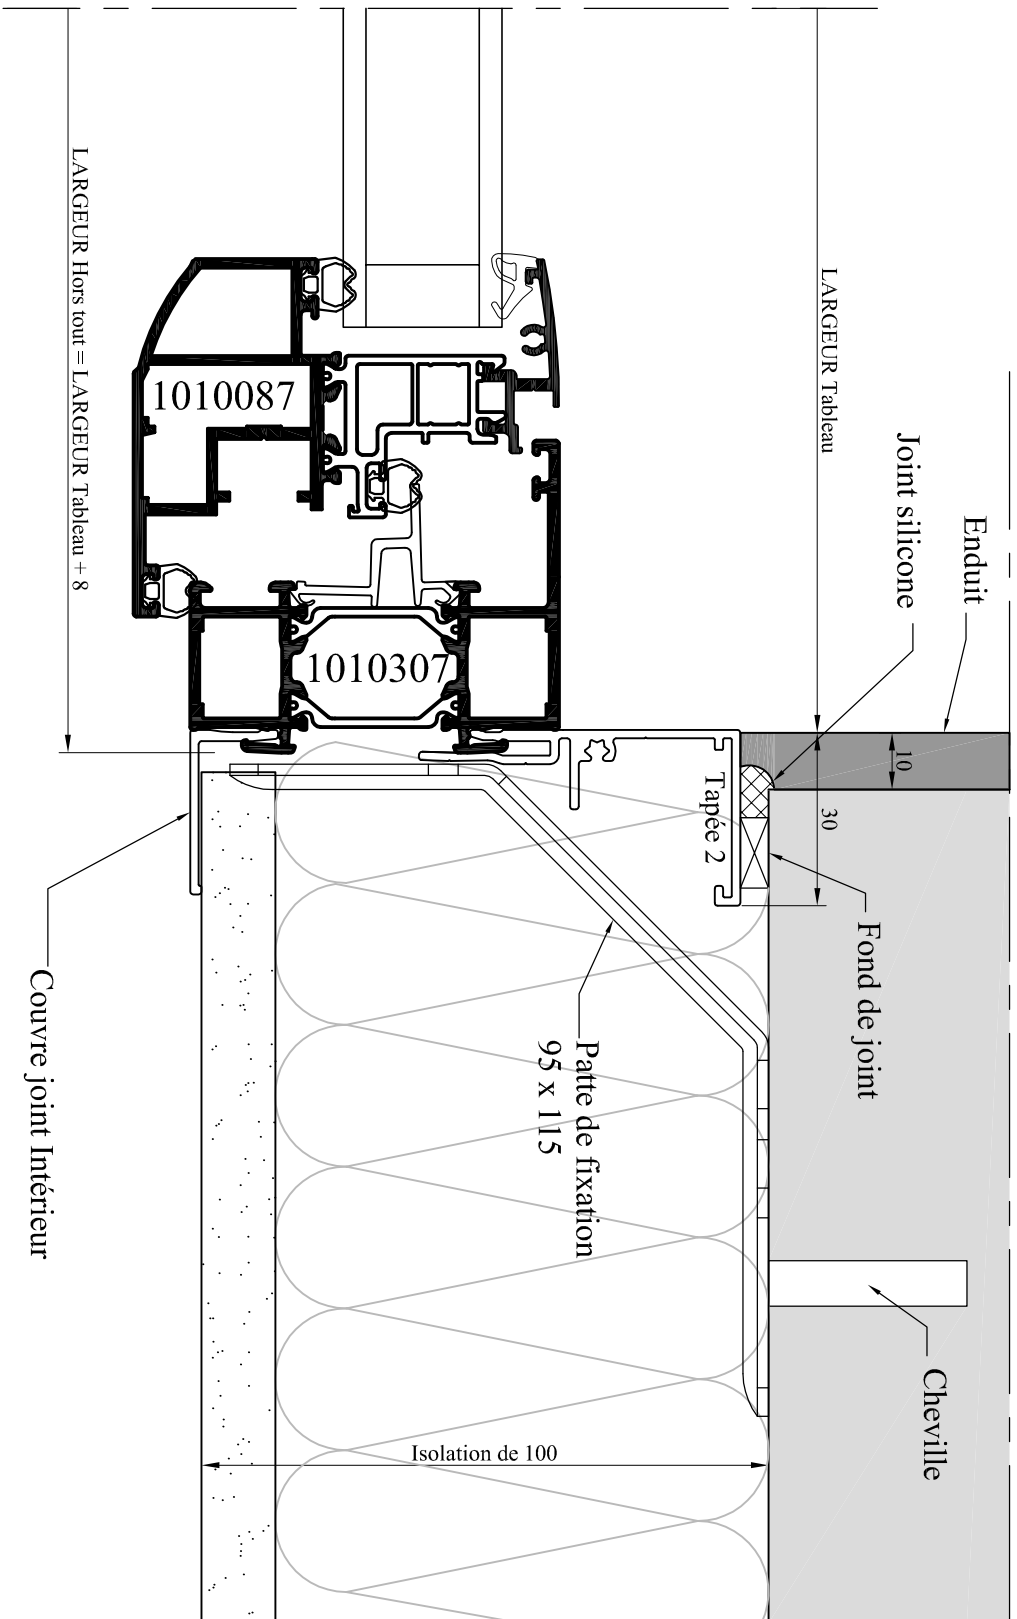 LARGEUR Hors tout = LARGEUR Tableau + 8
LARGEUR Tableau
1010087
1010307
Joint silicone
Enduit
10
30
Tapée 2
Fond de joint
Patte de fixation
95 x 115
Couvre joint Intérieur
Cheville
Isolation de 100